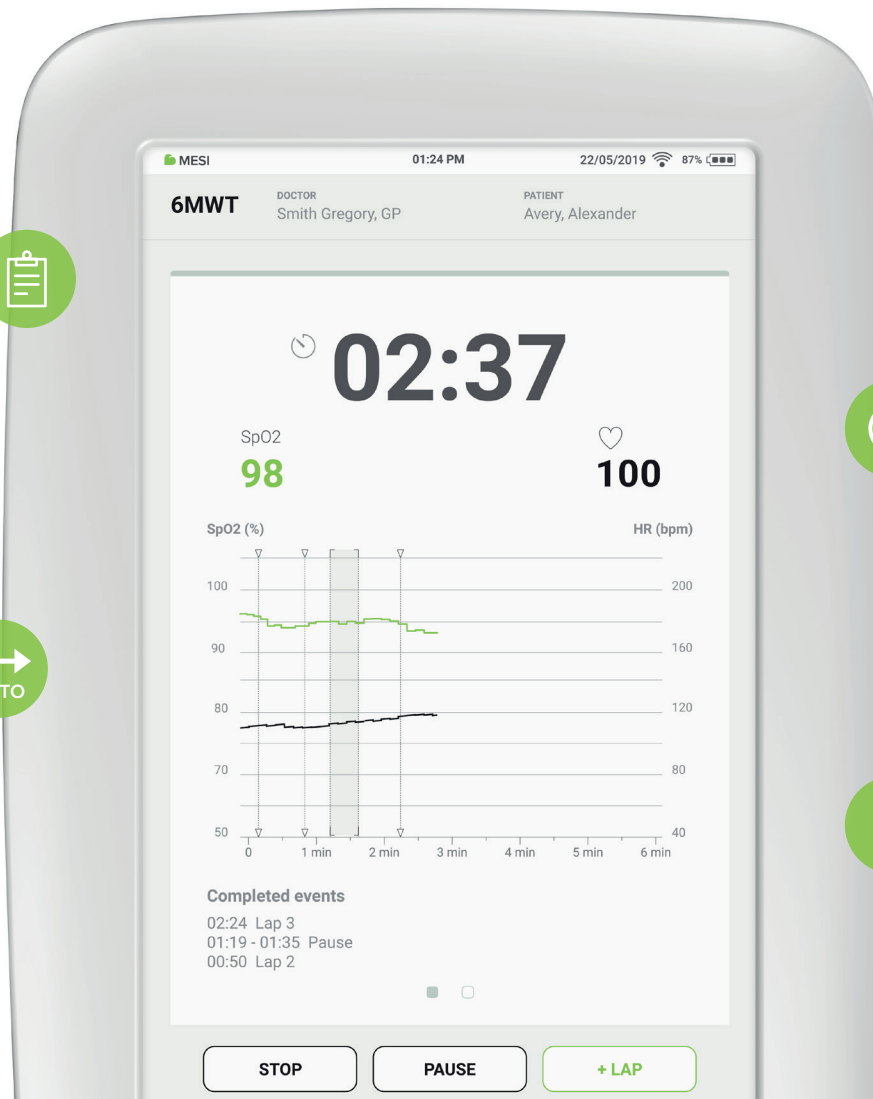 MESI 01:24 PM 22/05/2019 87%
6MWT DOCTOR PATIENT
Smith Gregory, GP Avery, Alexander
02:37
SpO2
98 100
SpO2 (%) HR (bpm)
100 200
90 160
80 120
70 80
50 40
0 1 min 2 min 3 min 4 min 5 min 6 min
TO
Completed events
02:24 Lap 3
01:19 - 01:35 Pause
00:50 Lap 2
STOP PAUSE + LAP